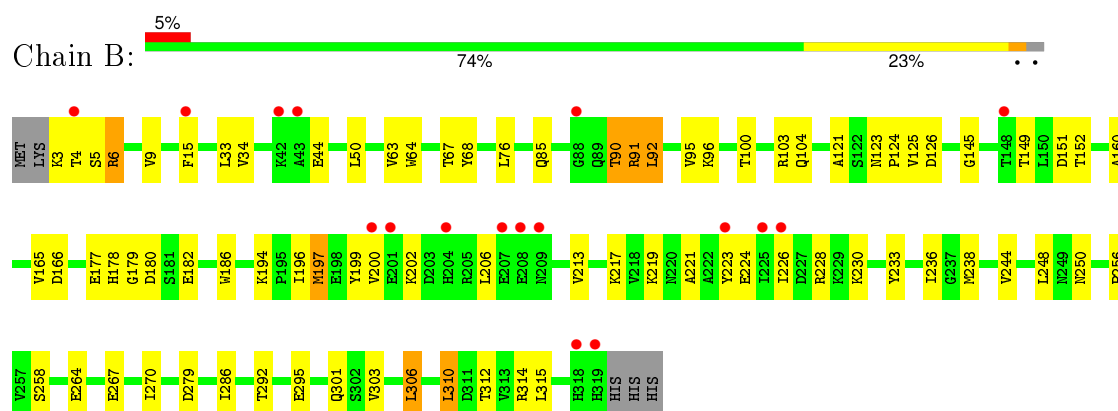 5%
Chain B:
74% 23% • •
MET LYS K3 T4 S5 R6 V9 F15 L33 V34 K42 A43 E44 L50 V63 W64 T67 Y68 L76 Q85 G88 Q89 T90 R91 L92 V95 K96 T100 R103 Q104 A121 S122 N123 P124 V125 D126 G145 T148 T149 L150 D151 T152 A160
V165 D166 E177 H178 G179 D180 S181 E182 W186 K194 P195 I196 M197 E198 Y199 V200 E201 K202 D203 H204 R205 L206 E207 E208 N209 V213 K217 V218 K219 N220 A221 A222 Y223 E224 I225 I226 D227 R228 K229 K230 Y233 I236 G237 M238 V244 L248 N249 N250
V257 S258 E264 E267 I270 D279 I286 T292 E295 Q301 S302 V303 L306 L310 D311 T312 V313 R314 L315 H318 H319 HIS HIS HIS